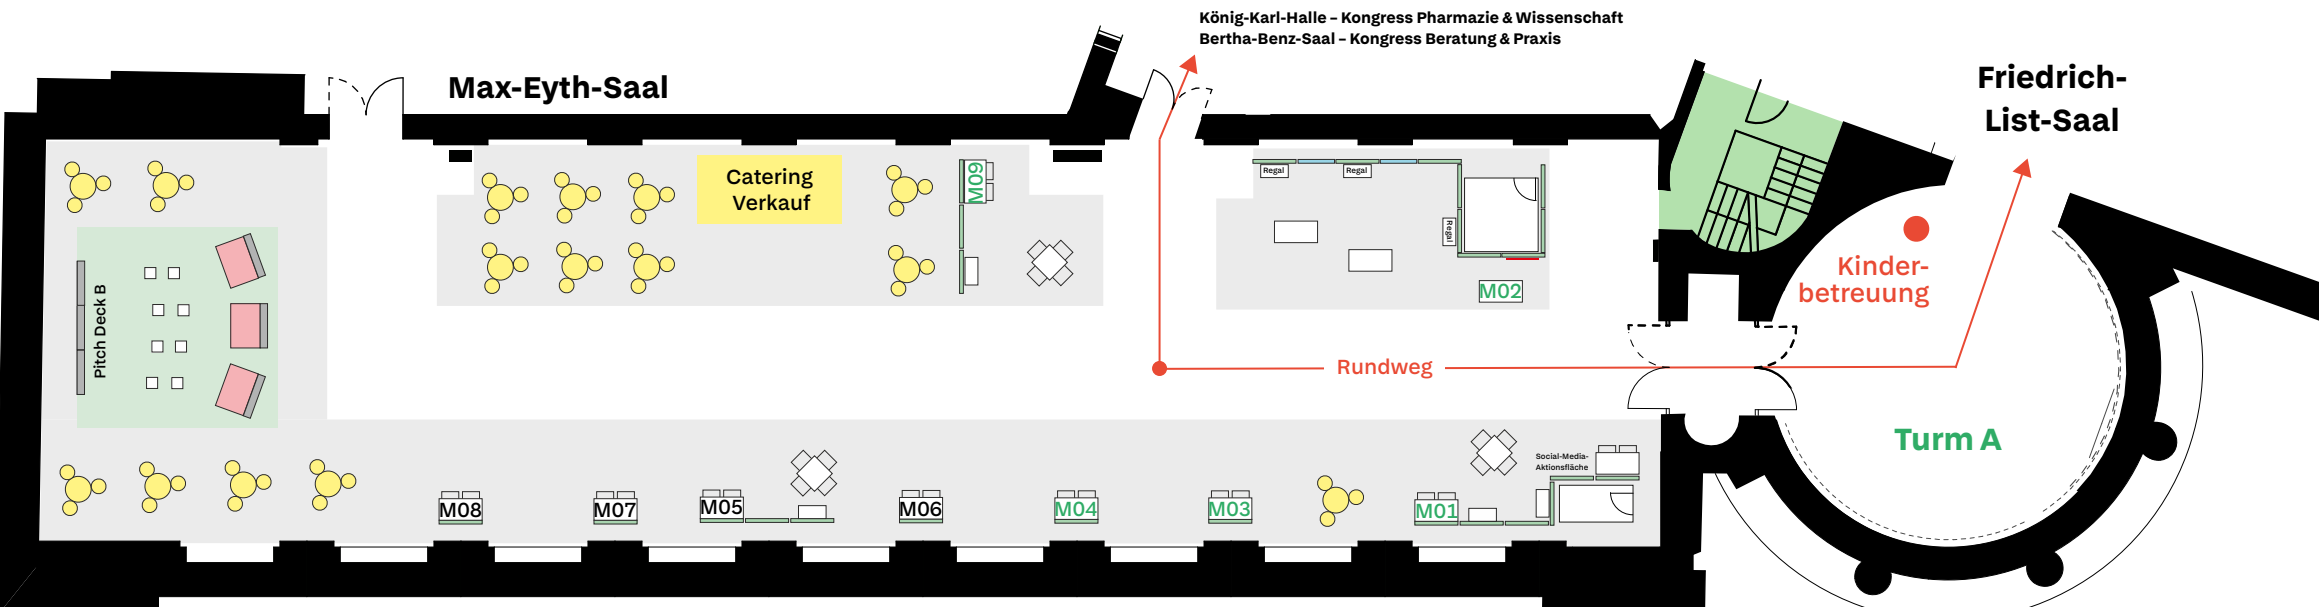 König-Karl-Halle – Kongress Pharmazie & Wissenschaft
Bertha-Benz-Saal – Kongress Beratung & Praxis
Max-Eyth-Saal
Friedrich-
List-Saal
Catering
Verkauf
M09
Regal
Regal
Regal
M02
Kinder-
betreuung
Pitch Deck B
Rundweg
Turm A
Social-Media-
Aktionsfläche
M08
M07
M05
M06
M04
M03
M01